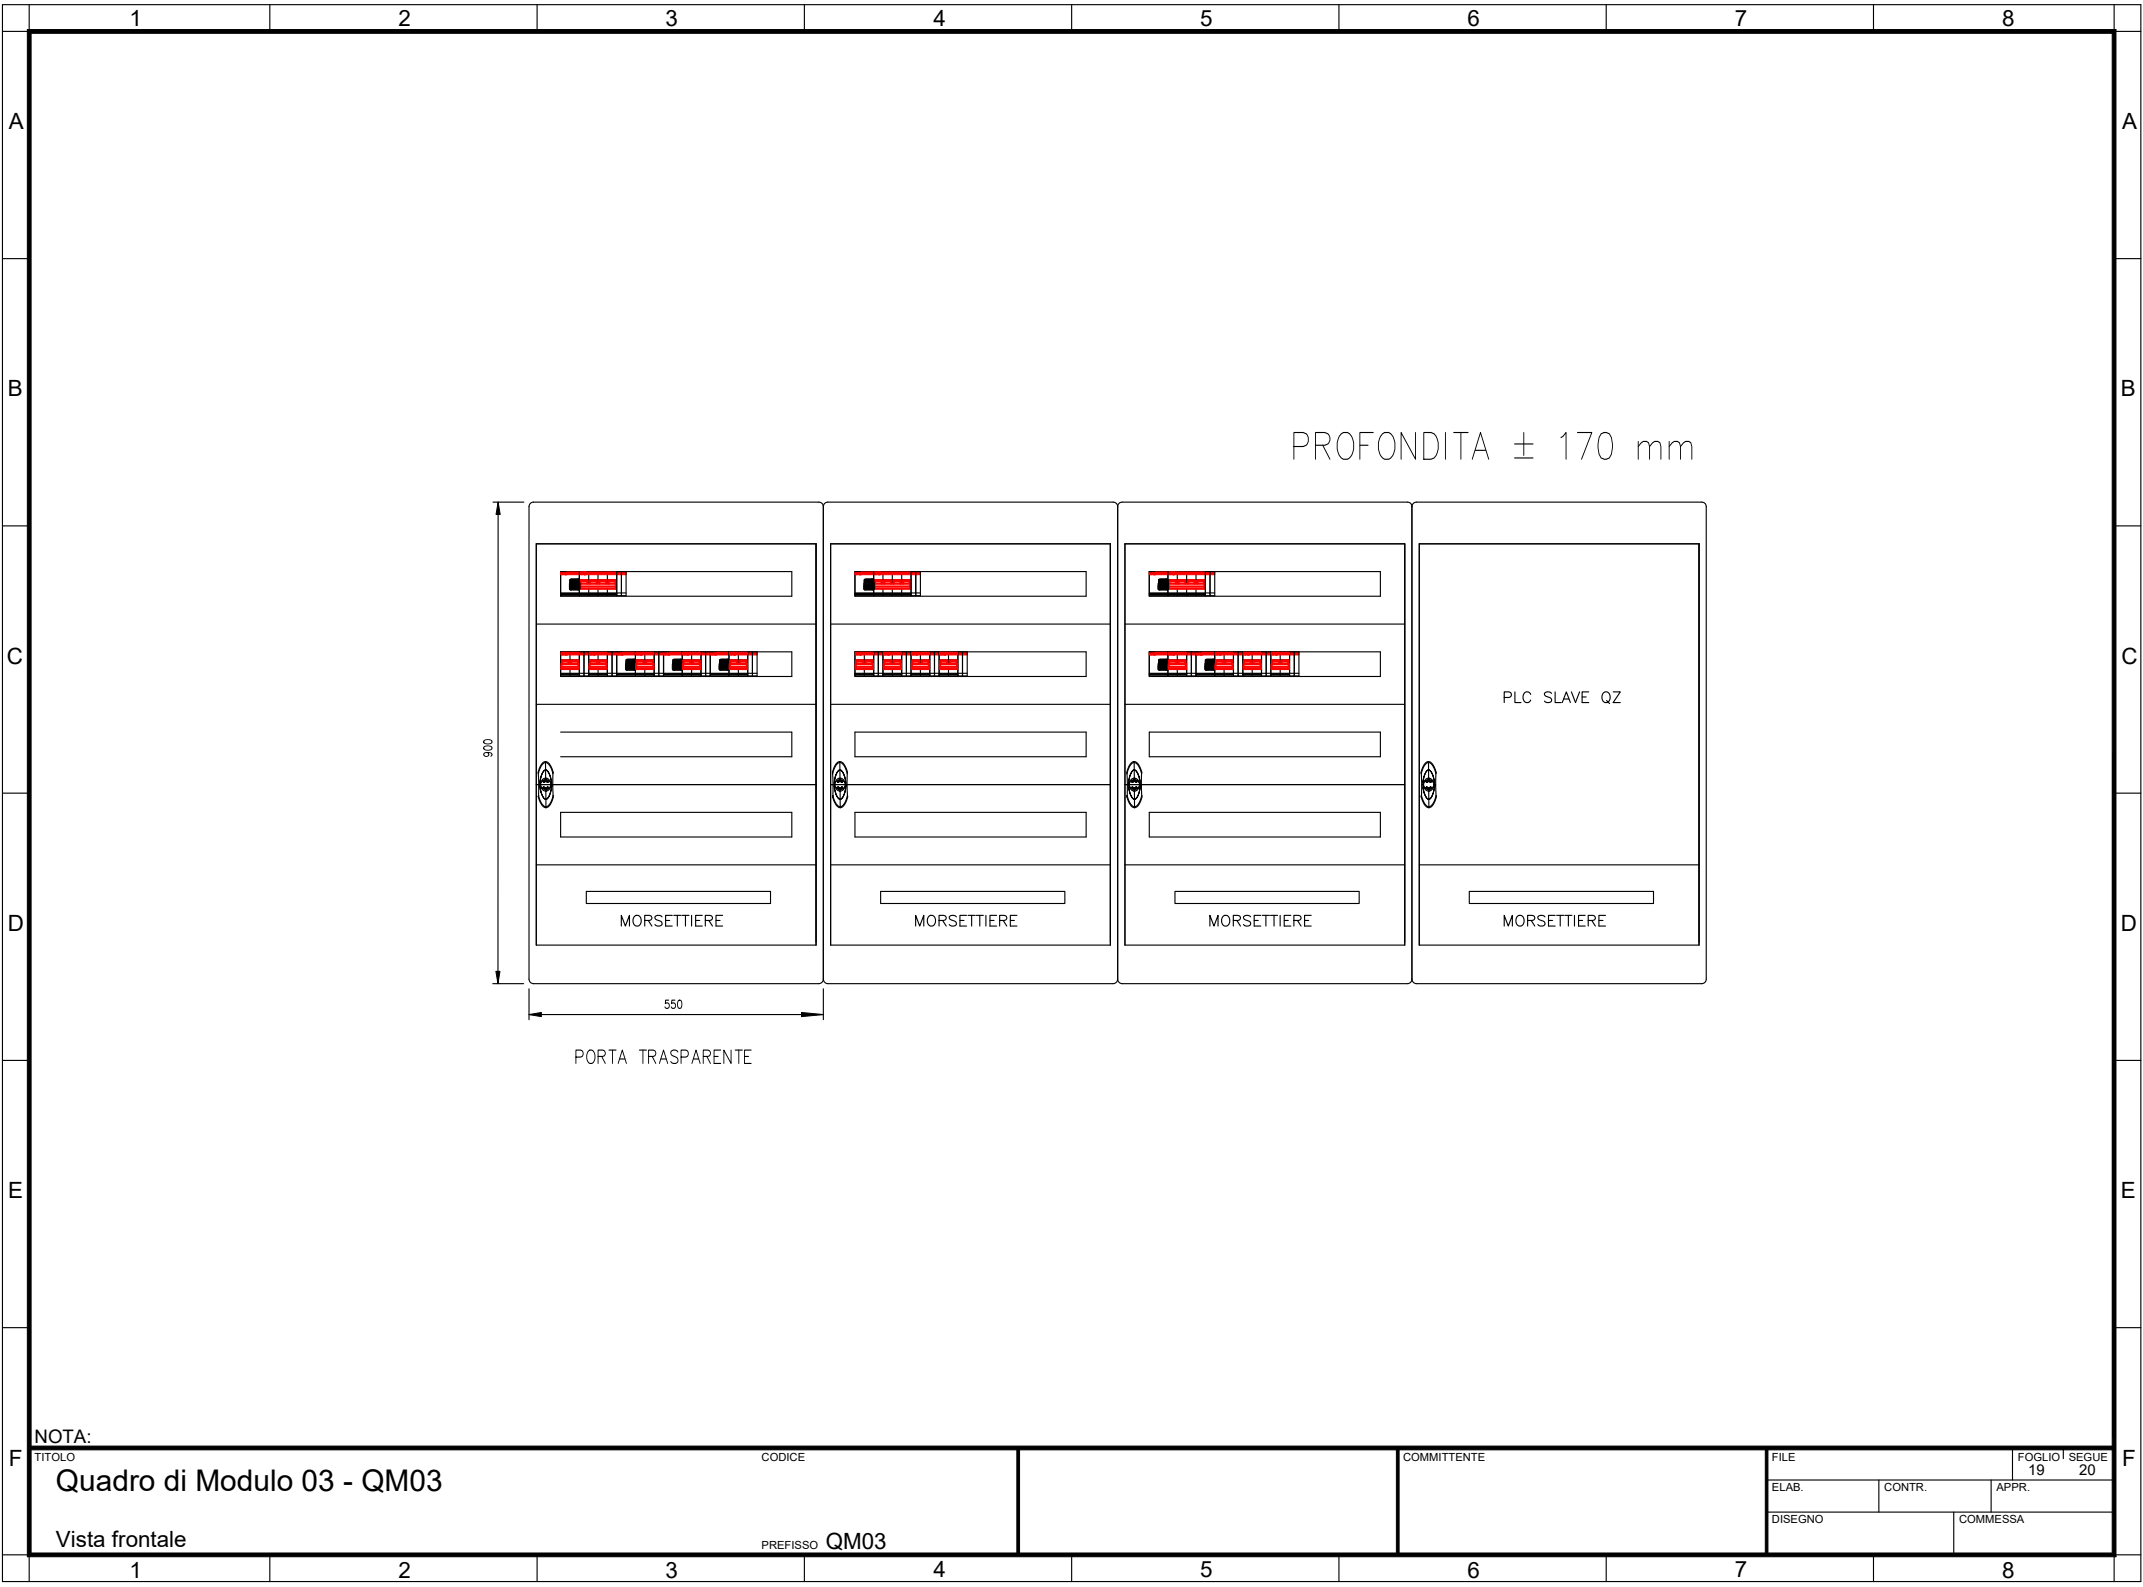 1 2 3 4 5 6 7 8
A A
B B
PROFONDITA ± 170 mm
C C
PLC SLAVE QZ
900
MORSETTIERE MORSETTIERE MORSETTIERE MORSETTIERE
D D
550
PORTA TRASPARENTE
E E
NOTA:
F F
TITOLO CODICE COMMITTENTE FILE FOGLIO SEGUE
19 20
Quadro di Modulo 03 - QM03
ELAB. CONTR. APPR.
DISEGNO COMMESSA
Vista frontale PREFISSO QM03
1 2 3 4 5 6 7 8